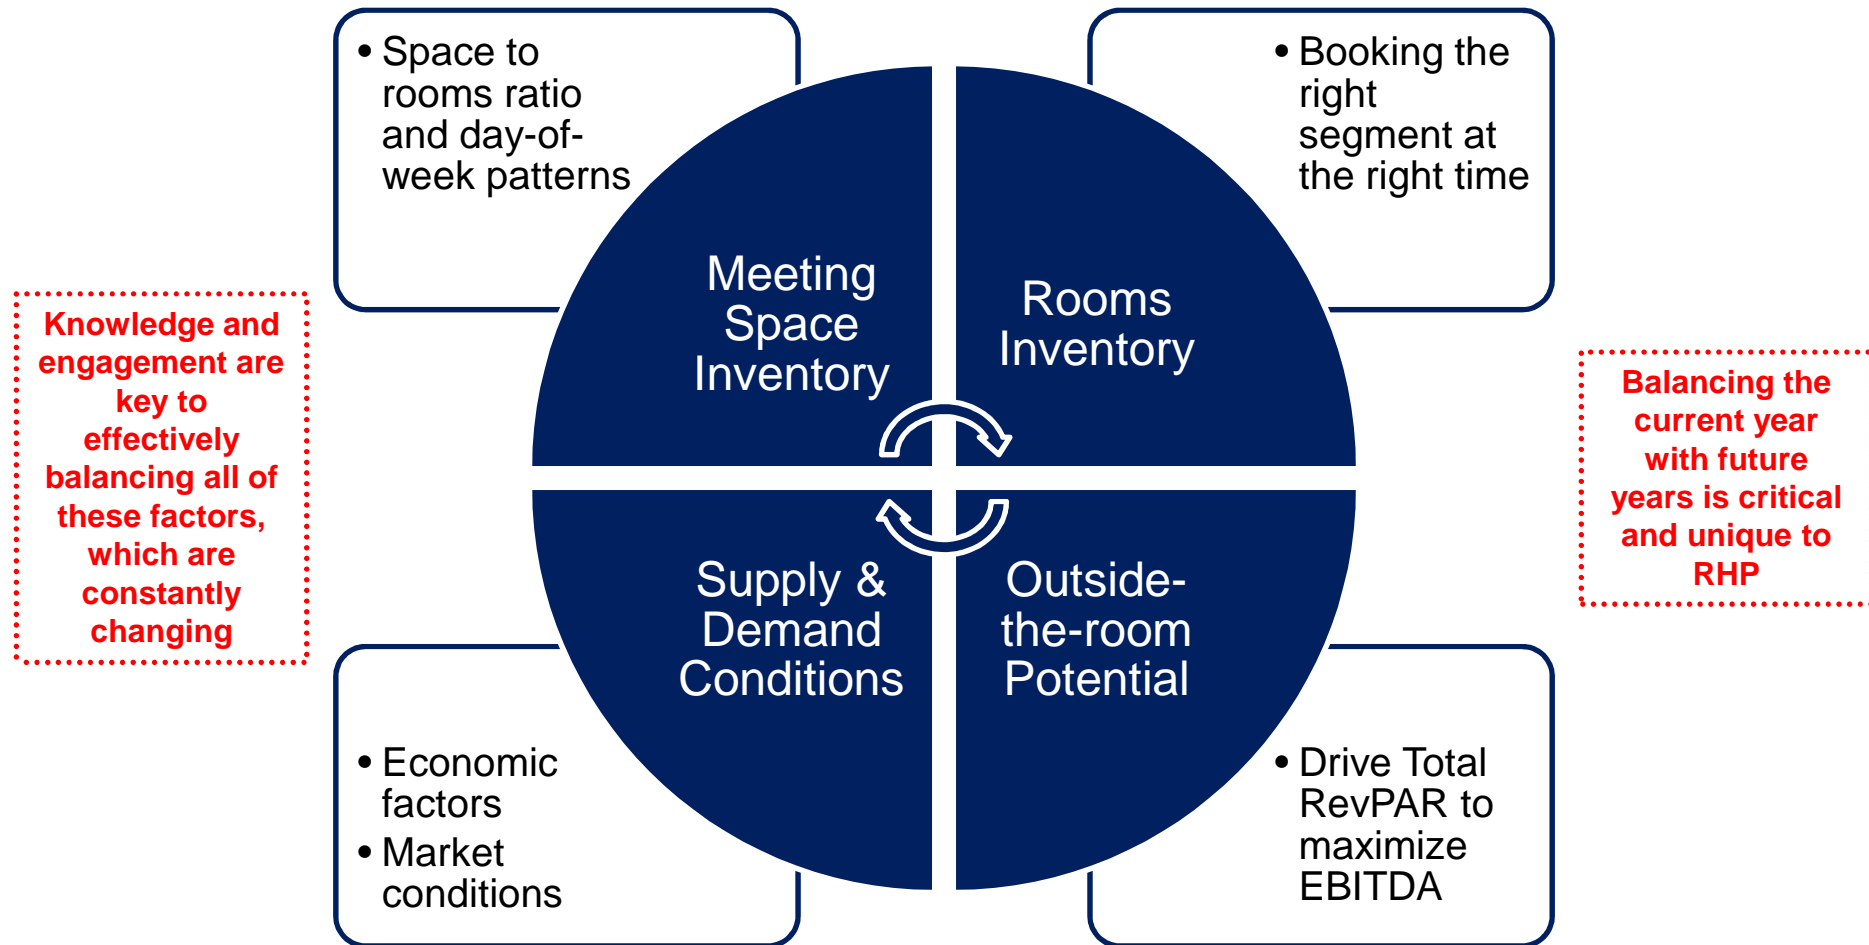 • Space to
rooms ratio
and day-of-
week patterns
• Booking the
right
segment at
the right time
Meeting
Space
Inventory
Rooms
Inventory
Knowledge and
engagement are
key to
effectively
balancing all of
these factors,
which are
constantly
changing
Balancing the
current year
with future
years is critical
and unique to
RHP
Supply &
Demand
Conditions
Outside-
the-room
Potential
• Economic
factors
• Market
conditions
• Drive Total
RevPAR to
maximize
EBITDA